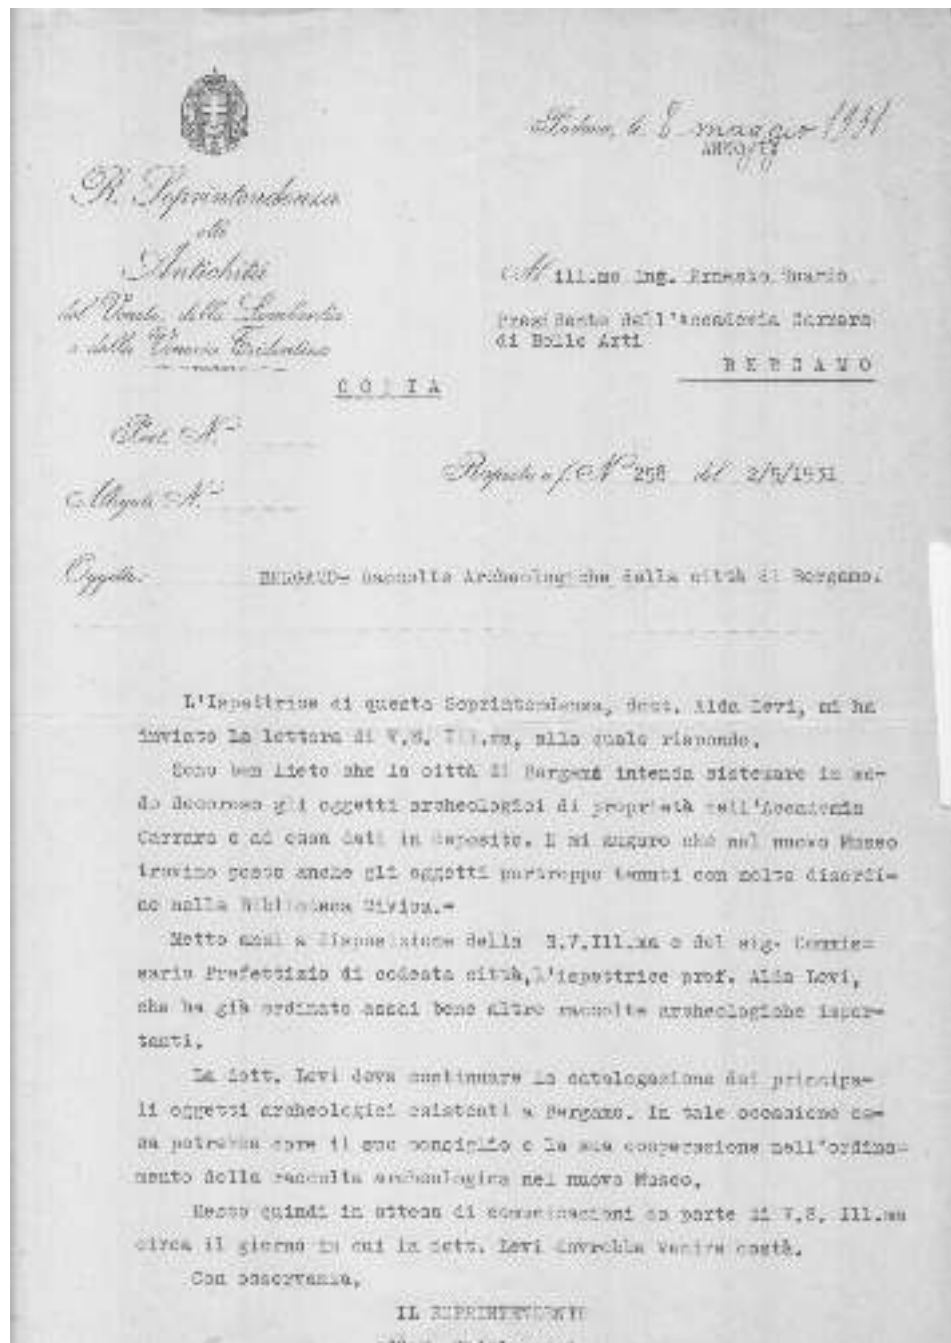 Padova, li 8 maggio 1931
ANNO IX
R. Soprintendenza
alle
Antichità
del Veneto, della Lombardia
e della Venezia Tridentina
Al ill.mo Ing. Ernesto Suardo
Presidente dell'Accademia Carrara
di Belle Arti
BERGAMO
COPIA
Prot. N.º
Risposta a f. N.º 258 del 2/5/1931
Allegati N.º
Oggetto: BERGAMO- Raccolte Archeologiche della città di Bergamo.
L'Ispettrice di questa Soprintendenza, dott. Alda Levi, mi ha
inviato la lettera di V.S. Ill.ma, alla quale rispondo.
Sono ben lieto che la città di Bergamo intenda sistemare in mo-
do decoroso gli oggetti archeologici di proprietà dell'Accademia
Carrara e ad essa dati in deposito. E mi auguro che nel nuovo Museo
trovino posto anche gli oggetti purtroppo tenuti con molto disordi-
ne nella Biblioteca Civica.-
Metto anzi a disposizione della S.V.Ill.ma e del sig. Commis-
sario Prefettizio di codesta città,l'ispettrice prof. Alda Levi,
che ha già ordinato assai bene altre raccolte archeologiche impor-
tanti.
La dott. Levi deve continuare la catalogazione dei principa-
li oggetti archeologici esistenti a Bergamo. In tale occasione es-
sa potrebbe dare il suo consiglio e la sua cooperazione nell'ordina-
mento della raccolta archeologica nel nuovo Museo.
Resto quindi in attesa di comunicazioni da parte di V.S. Ill.ma
circa il giorno in cui la dott. Levi dovrebbe venire costà.
Con osservanza,
IL SOPRINTENDENTE